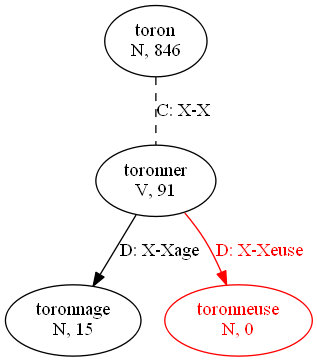 toron
N, 846
C: X-X
toronner
V, 91
D: X-Xage
D: X-Xeuse
toronnage
N, 15
toronneuse
N, 0